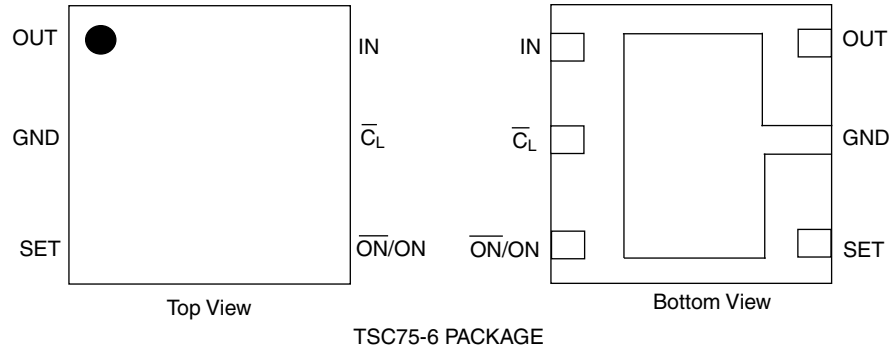 OUT IN IN OUT
GND C̅L C̅L GND
SET O̅N̅/ON O̅N̅/ON SET
Top View Bottom View
TSC75-6 PACKAGE